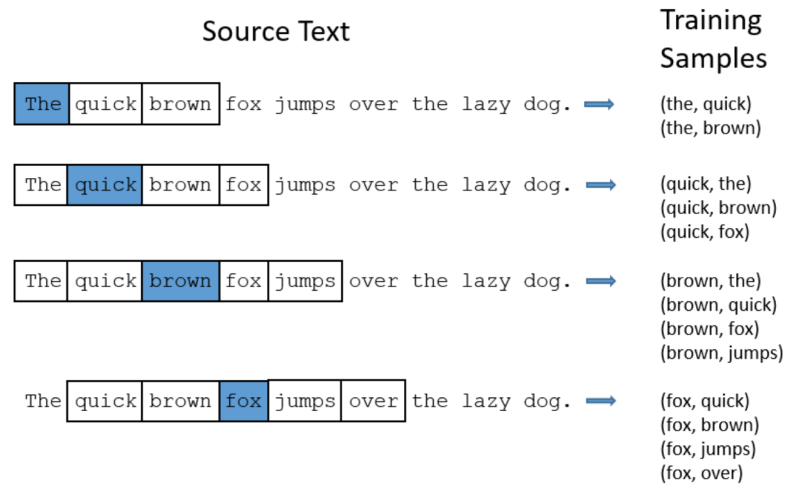 Source Text
Training
Samples
The quick brown fox jumps over the lazy dog.
(the, quick)
(the, brown)
The quick brown fox jumps over the lazy dog.
(quick, the)
(quick, brown)
(quick, fox)
The quick brown fox jumps over the lazy dog.
(brown, the)
(brown, quick)
(brown, fox)
(brown, jumps)
The quick brown fox jumps over the lazy dog.
(fox, quick)
(fox, brown)
(fox, jumps)
(fox, over)